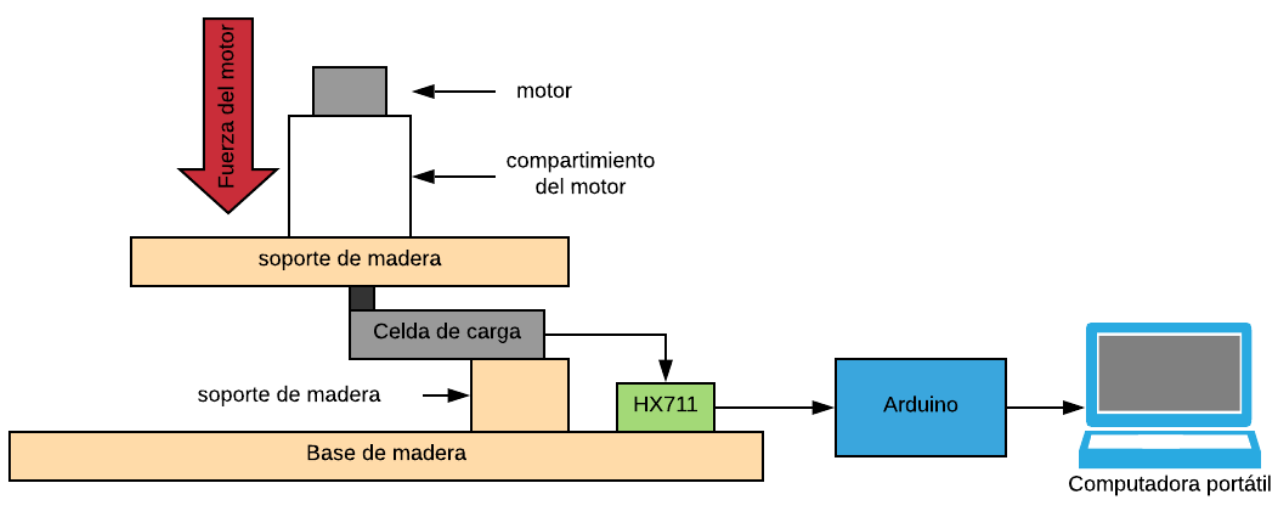 Fuerza del motor
motor
compartimiento
del motor
soporte de madera
Celda de carga
soporte de madera
HX711
Arduino
Base de madera
Computadora portátil